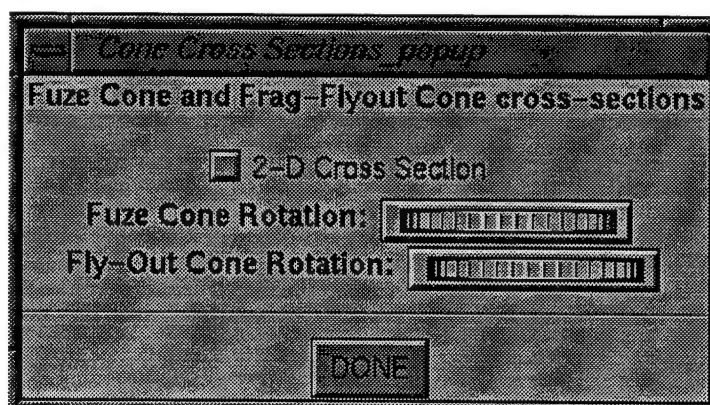 Cone Cross Sections_popup
Fuze Cone and Frag-Flyout Cone cross-sections
2-D Cross Section
Fuze Cone Rotation:
Fly-Out Cone Rotation:
DONE